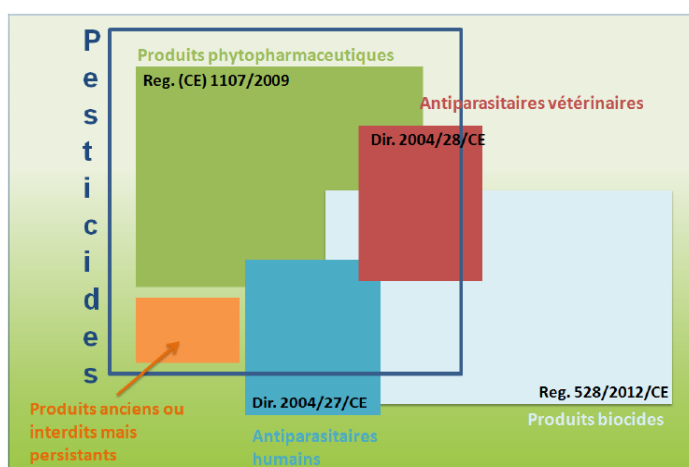 Pesticides
Produits phytopharmaceutiques
Reg. (CE) 1107/2009
Antiparasitaires vétérinaires
Dir. 2004/28/CE
Dir. 2004/27/CE
Reg. 528/2012/CE
Produits biocides
Produits anciens ou
interdits mais
persistants
Antiparasitaires
humains